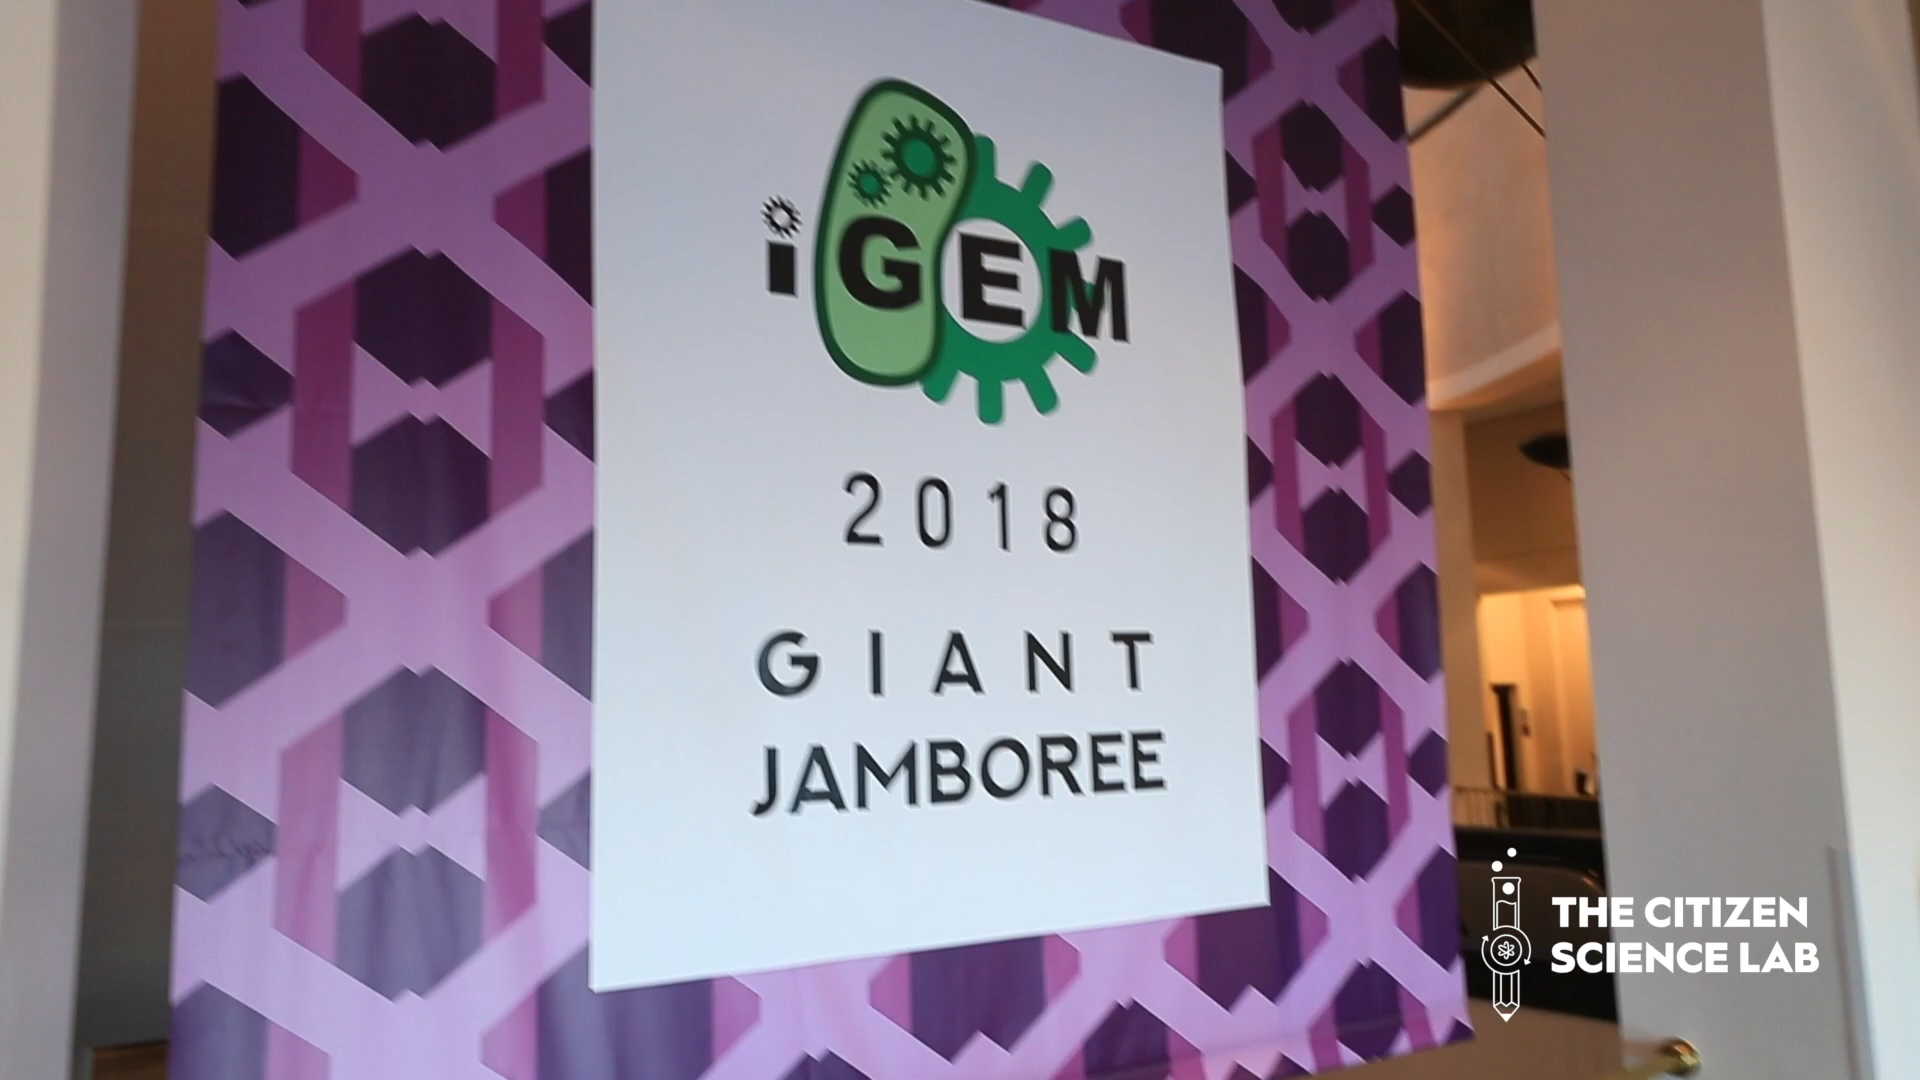 iGEM
2018
GIANT
JAMBOREE
THE CITIZEN
SCIENCE LAB